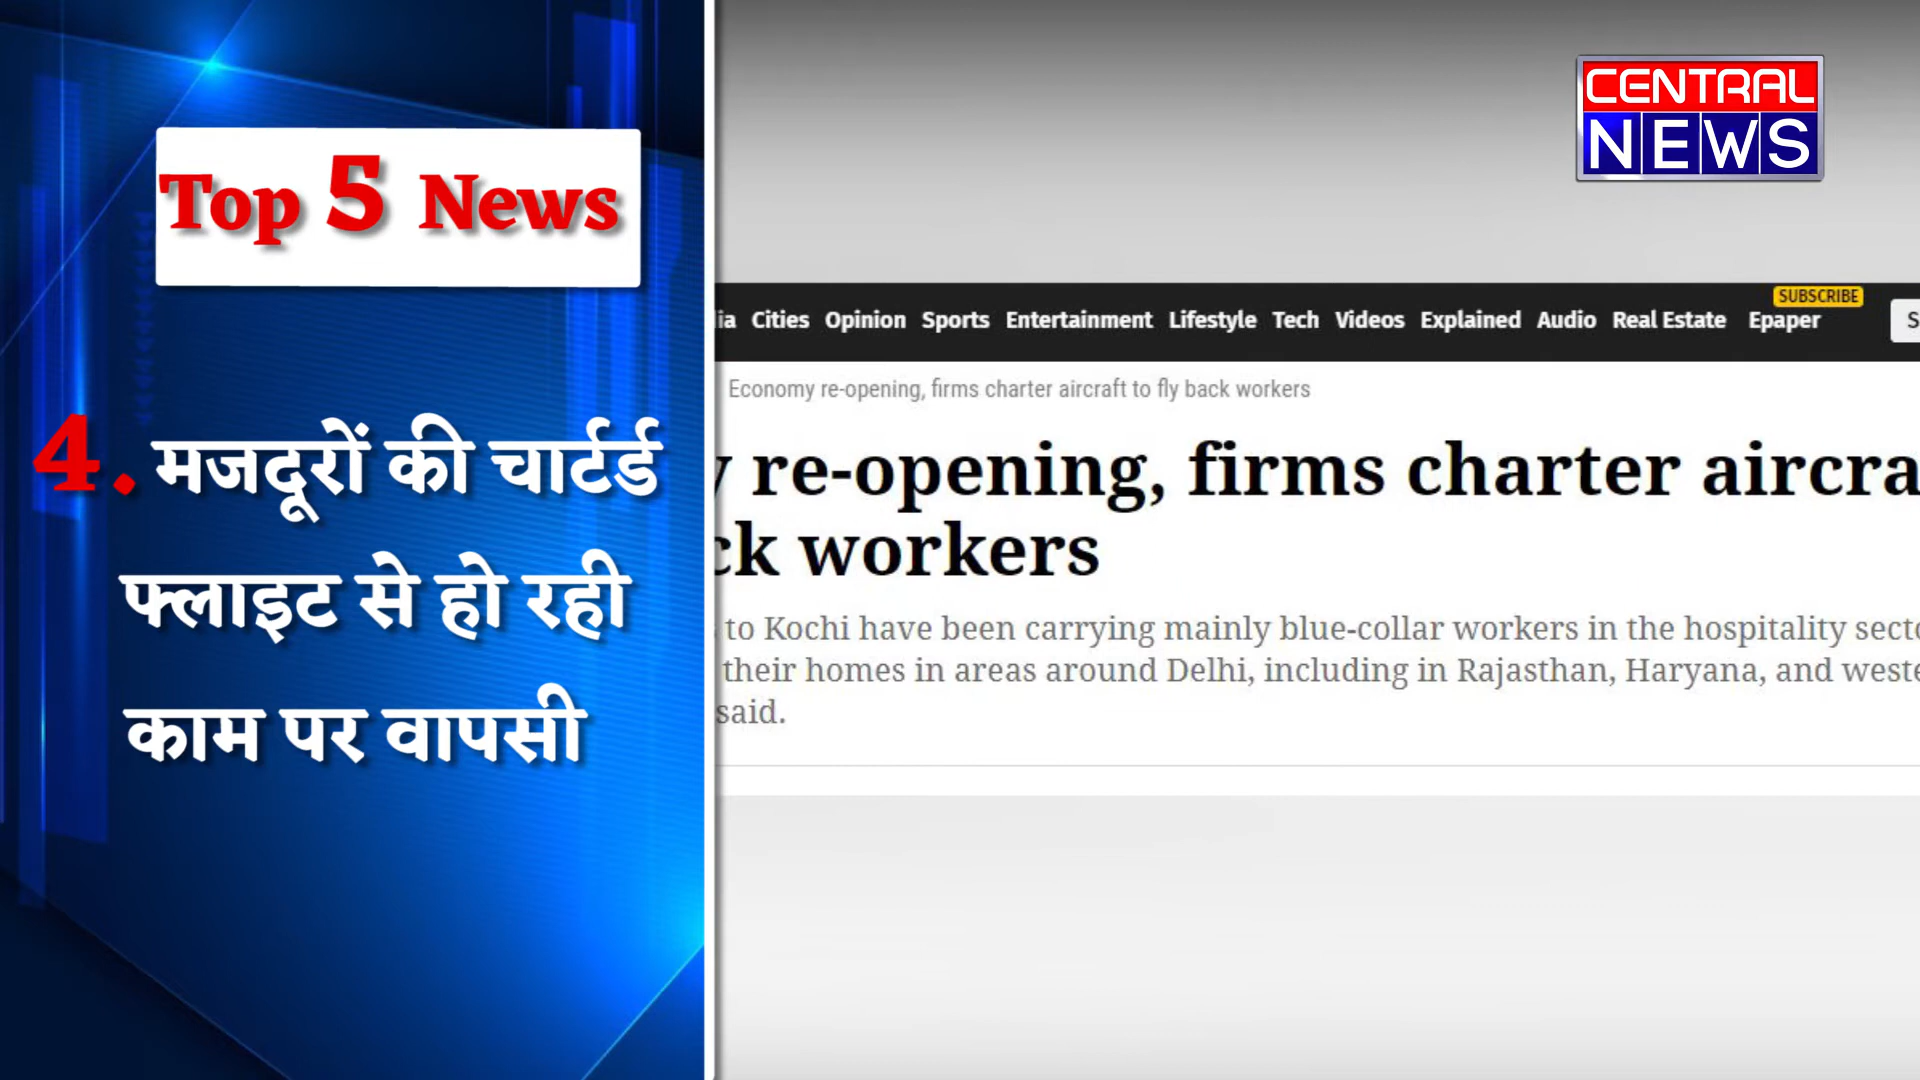 Top 5 News
4. मजदूरों की चार्टर्ड
फ्लाइट से हो रही
काम पर वापसी
CENTRAL
NEWS
SUBSCRIBE
Cities Opinion Sports Entertainment Lifestyle Tech Videos Explained Audio Real Estate Epaper
Economy re-opening, firms charter aircraft to fly back workers
re-opening, firms charter aircra
ck workers
to Kochi have been carrying mainly blue-collar workers in the hospitality secto
their homes in areas around Delhi, including in Rajasthan, Haryana, and weste
said.